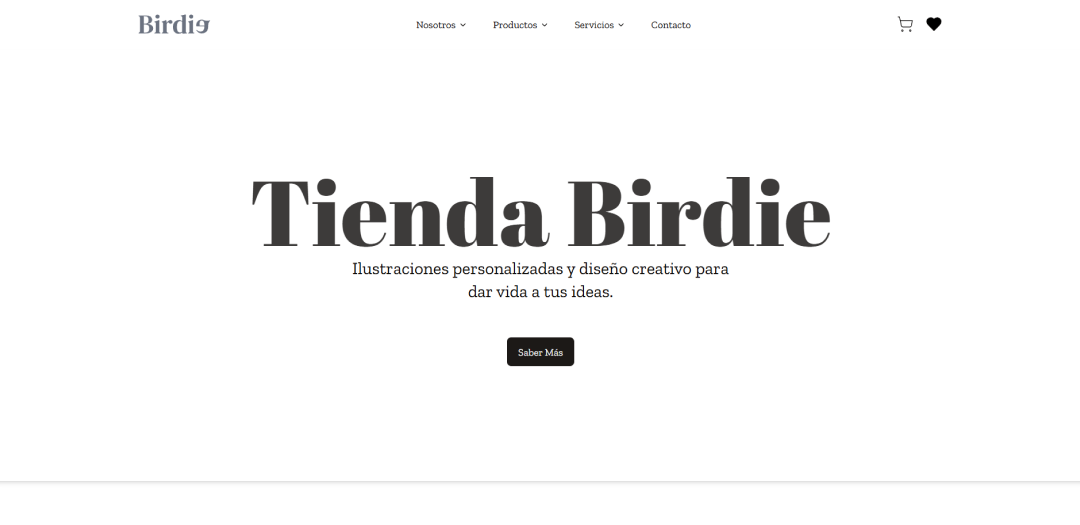 Birdie
Nosotros
Productos
Servicios
Contacto
Tienda Birdie
Ilustraciones personalizadas y diseño creativo para
dar vida a tus ideas.
Saber Más